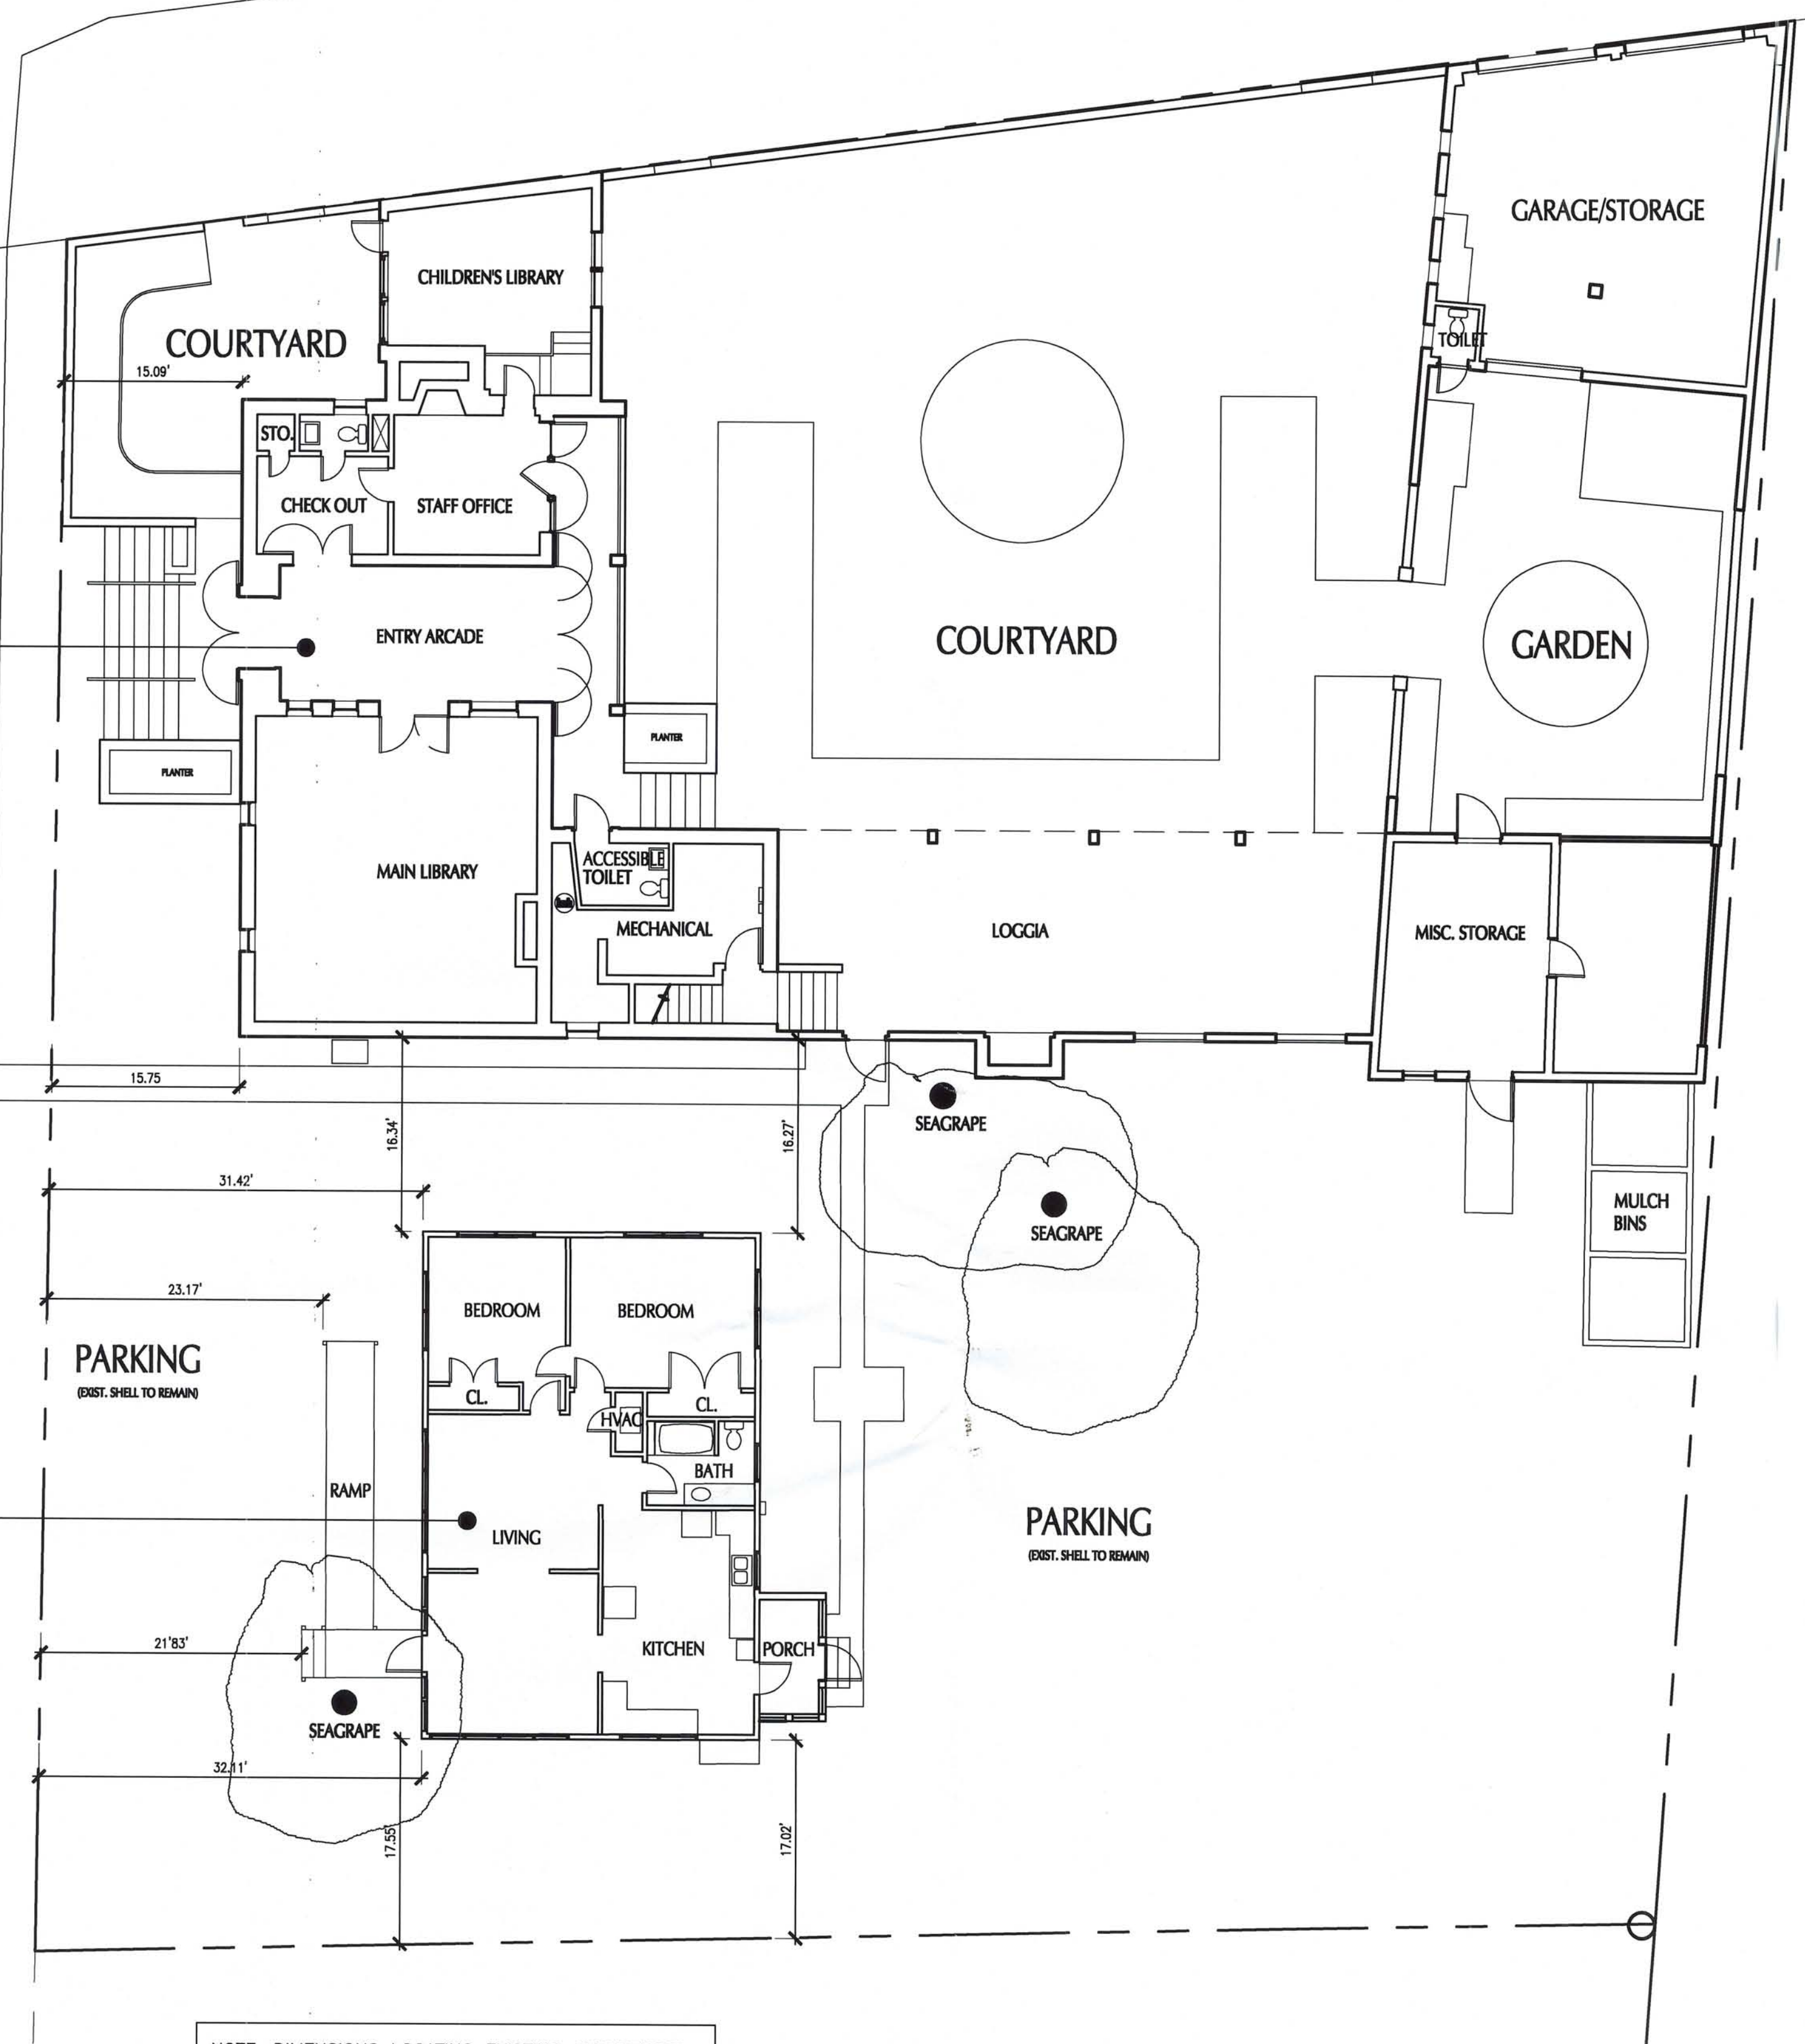 GARAGE/STORAGE
CHILDREN'S LIBRARY
TOILET
COURTYARD
15.09'
STO.
CHECK OUT
STAFF OFFICE
ENTRY ARCADE
COURTYARD
GARDEN
PLANTER
PLANTER
MAIN LIBRARY
ACCESSIBLE
TOILET
MECHANICAL
LOGGIA
MISC. STORAGE
15.75
16.34'
16.27'
SEAGRAPE
SEAGRAPE
MULCH
BINS
31.42'
23.17'
BEDROOM
BEDROOM
PARKING
(EXIST. SHELL TO REMAIN)
CL.
CL.
HVAC
BATH
RAMP
LIVING
PARKING
(EXIST. SHELL TO REMAIN)
21'83'
KITCHEN
PORCH
SEAGRAPE
32.11'
17.55'
17.02'